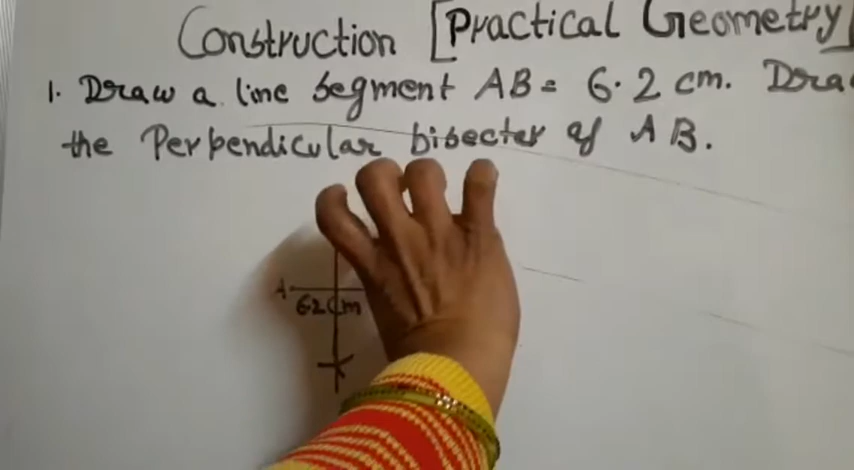 Construction [Practical Geometry]
1. Draw a line segment AB = 6.2 cm. Dra
the Perpendicular bisecter of AB.
A
6.2 cm